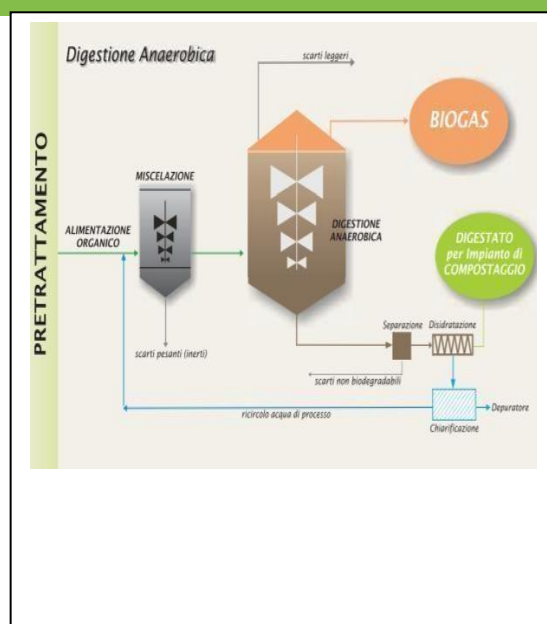 Digestione Anaerobica
scarti leggeri
BIOGAS
PRETRATTAMENTO
MISCELAZIONE
ALIMENTAZIONE
ORGANICO
DIGESTIONE
ANAEROBICA
DIGESTATO
per Impianto di
COMPOSTAGGIO
scarti pesanti (inerti)
Separazione
Disidratazione
scarti non biodegradabili
ricircolo acqua di processo
Depuratore
Chiarificazione